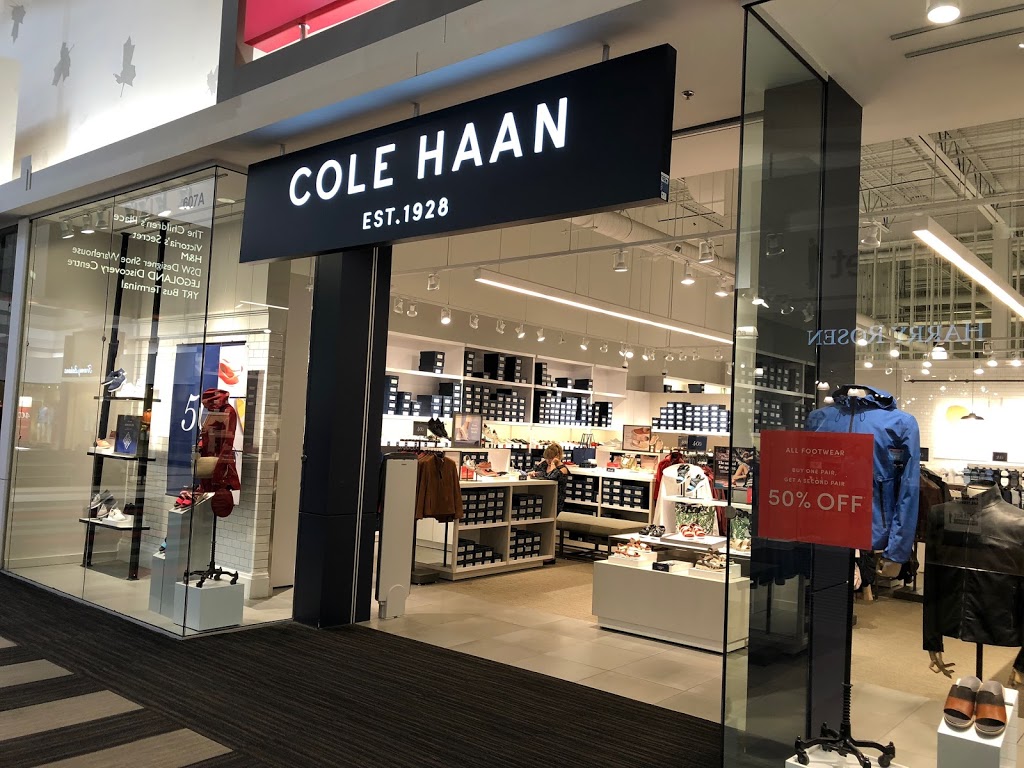 COLE HAAN
EST.1928
607A
The Children's Place
Victoria's Secret
H&M
DSW Designer Shoe Warehouse
LEGOLAND Discovery Centre
YRT Bus Terminal
HARRY ROSEN
ALL FOOTWEAR
BUY ONE PAIR,
GET A SECOND PAIR
50% OFF